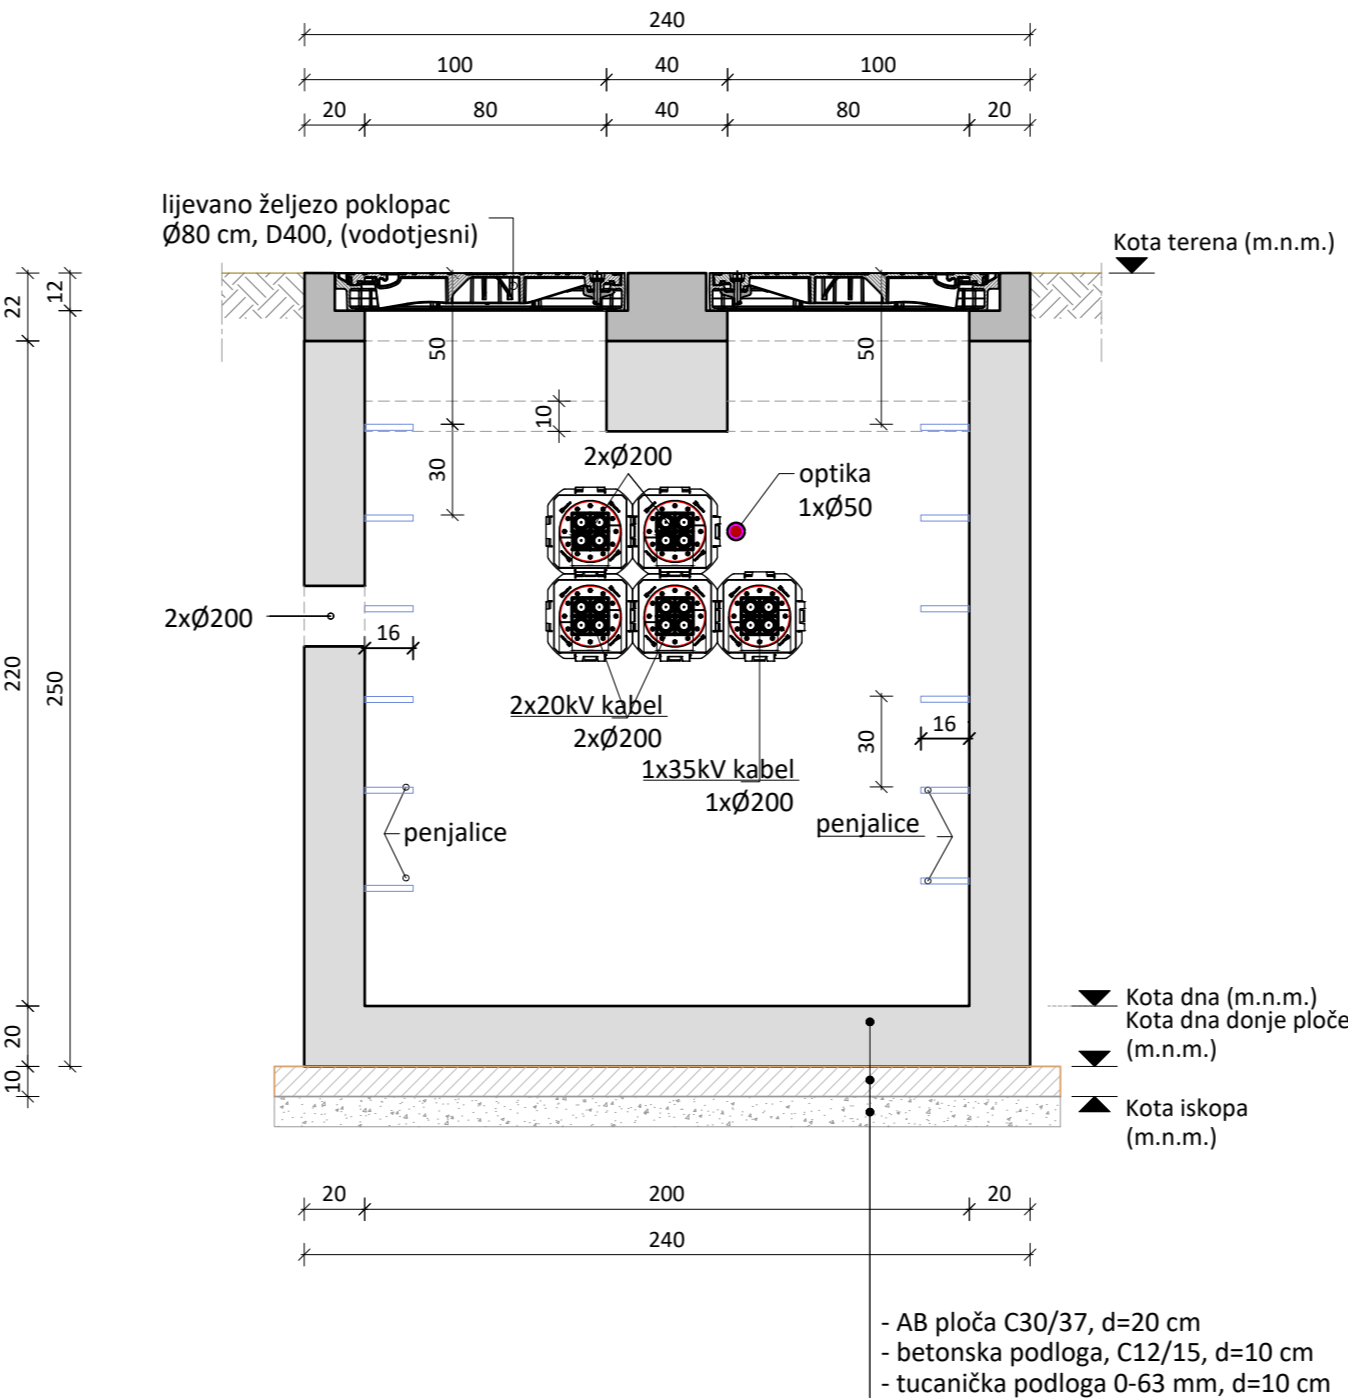 240
100 40 100
20 80 40 80 20
lijevano željezo poklopac
Ø80 cm, D400, (vodotjesni)
Kota terena (m.n.m.)
22
12
50
50
10
30
2xØ200
optika
1xØ50
2xØ200
16
220
250
2x20kV kabel
2xØ200
30
16
1x35kV kabel
1xØ200
penjalice
penjalice
Kota dna (m.n.m.)
Kota dna donje ploče
(m.n.m.)
20
10
Kota iskopa
(m.n.m.)
20 200 20
240
- AB ploča C30/37, d=20 cm
- betonska podloga, C12/15, d=10 cm
- tucanička podloga 0-63 mm, d=10 cm